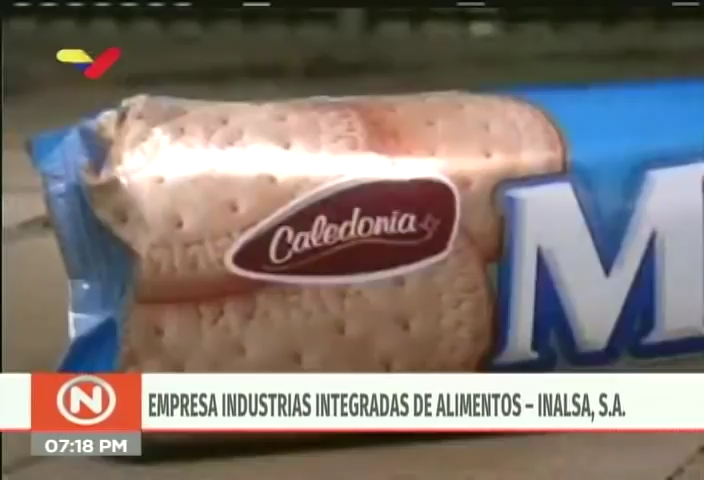 Caledonia
M
N
EMPRESA INDUSTRIAS INTEGRADAS DE ALIMENTOS – INALSA, S.A.
07:18 PM